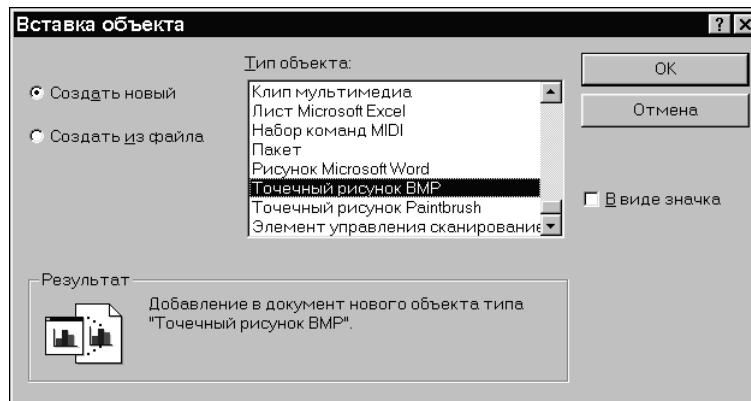 Вставка объекта
Тип объекта:
Создать новый
Создать из файла
Клип мультимедиа
Лист Microsoft Excel
Набор команд MIDI
Пакет
Рисунок Microsoft Word
Точечный рисунок BMP
Точечный рисунок Paintbrush
Элемент управления сканирование
OK
Отмена
В виде значка
Результат
Добавление в документ нового объекта типа
"Точечный рисунок BMP".